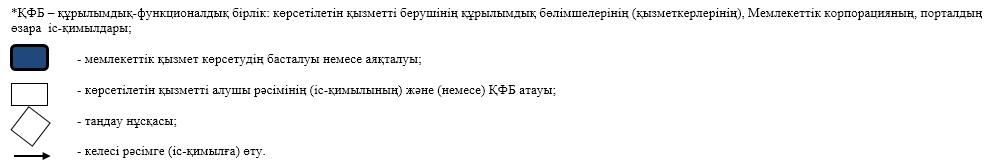 *ҚФБ – құрылымдық-функционалдық бірлік: көрсетілетін қызметті берушінің құрылымдық бөлімшелерінің (қызметкерлерінің), Мемлекеттік корпорацияның, порталдың
өзара іс-қимылдары;
- мемлекеттік қызмет көрсетудің басталуы немесе аяқталуы;
- көрсетілетін қызметті алушы рәсімінің (іс-қимылының) және (немесе) ҚФБ атауы;
- таңдау нұсқасы;
- келесі рәсімге (іс-қимылға) өту.